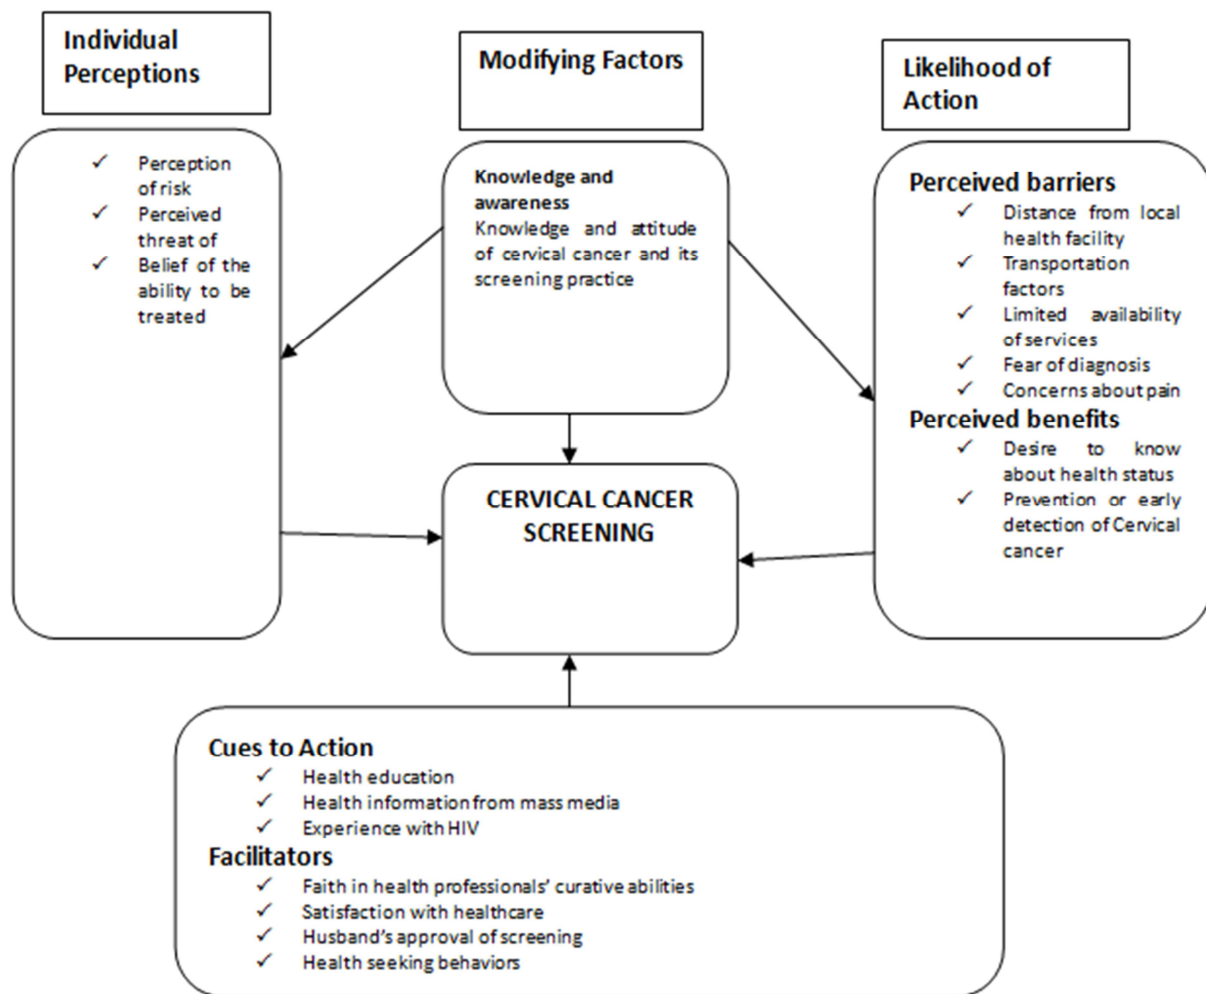 Individual
Perceptions
Modifying Factors
Likelihood of
Action
✓ Perception
of risk
✓ Perceived
threat of
✓ Belief of the
ability to be
treated
Knowledge and
awareness
Knowledge and attitude
of cervical cancer and its
screening practice
Perceived barriers
✓ Distance from local
health facility
✓ Transportation
factors
✓ Limited availability
of services
✓ Fear of diagnosis
✓ Concerns about pain
Perceived benefits
✓ Desire to know
about health status
✓ Prevention or early
detection of Cervical
cancer
CERVICAL CANCER
SCREENING
Cues to Action
✓ Health education
✓ Health information from mass media
✓ Experience with HIV
Facilitators
✓ Faith in health professionals’ curative abilities
✓ Satisfaction with healthcare
✓ Husband’s approval of screening
✓ Health seeking behaviors